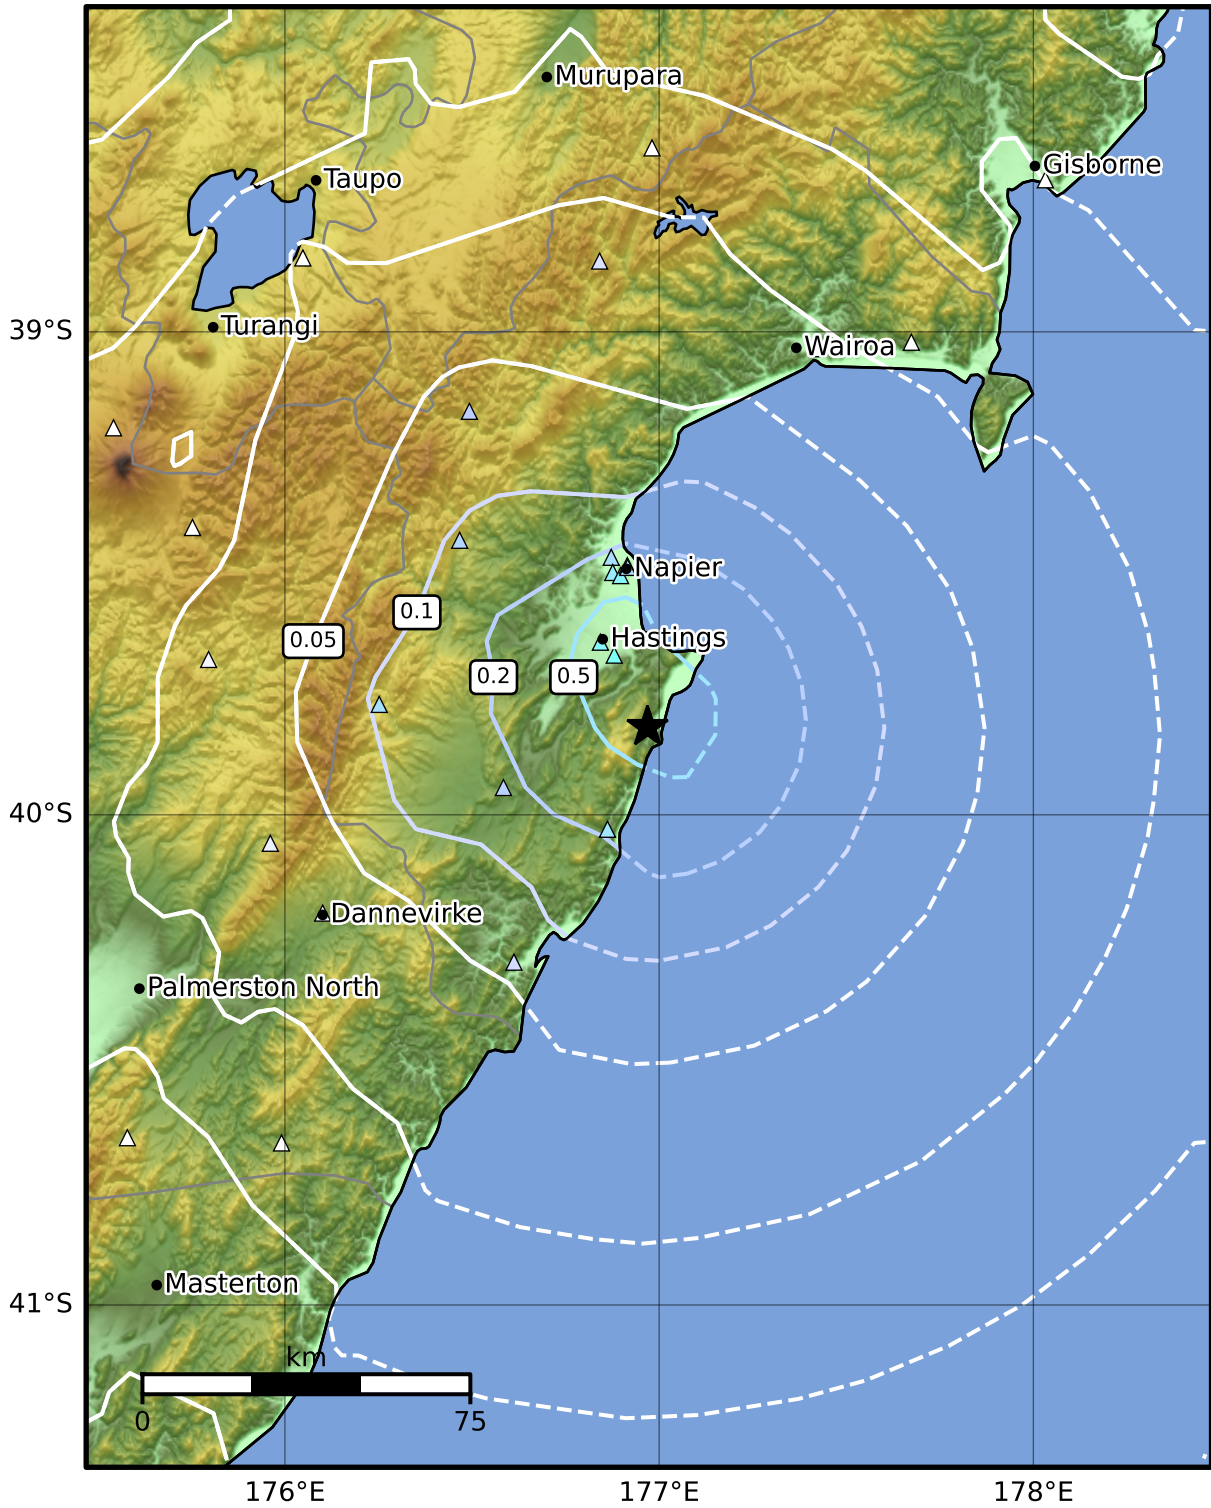 Murupara
Gisborne
Taupo
Turangi
39°S
Wairoa
Napier
0.1
0.05
Hastings
0.2
0.5
40°S
Dannevirke
Palmerston North
Masterton
41°S
km
0
75
176°E
177°E
178°E